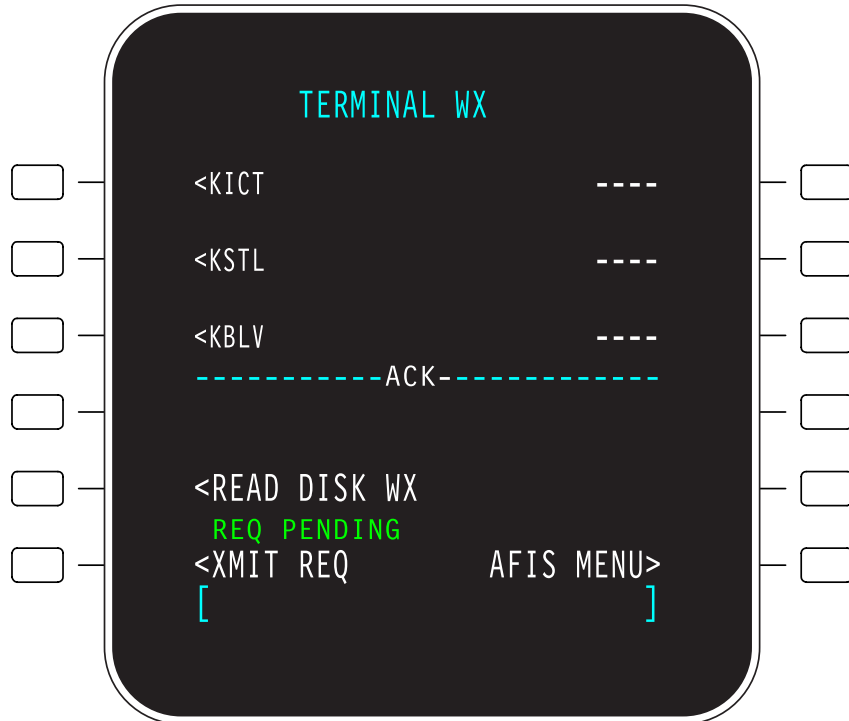 TERMINAL WX
<KICT ----
<KSTL ----
<KBLV ----
-----------ACK-------------
<READ DISK WX
REQ PENDING
<XMIT REQ AFIS MENU>
[ ]